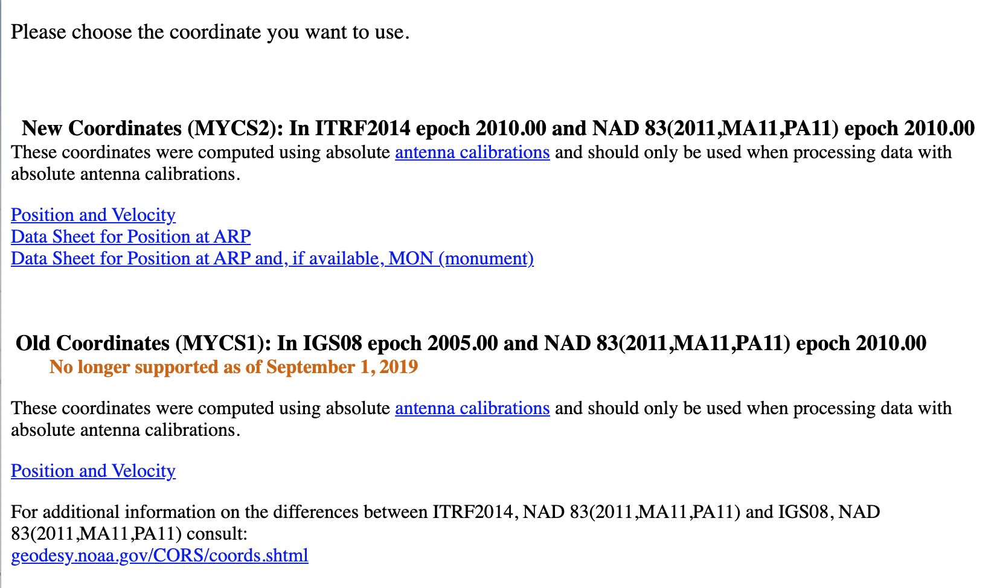 Please choose the coordinate you want to use.
New Coordinates (MYCS2): In ITRF2014 epoch 2010.00 and NAD 83(2011,MA11,PA11) epoch 2010.00
These coordinates were computed using absolute antenna calibrations and should only be used when processing data with
absolute antenna calibrations.
Position and Velocity
Data Sheet for Position at ARP
Data Sheet for Position at ARP and, if available, MON (monument)
Old Coordinates (MYCS1): In IGS08 epoch 2005.00 and NAD 83(2011,MA11,PA11) epoch 2010.00
No longer supported as of September 1, 2019
These coordinates were computed using absolute antenna calibrations and should only be used when processing data with
absolute antenna calibrations.
Position and Velocity
For additional information on the differences between ITRF2014, NAD 83(2011,MA11,PA11) and IGS08, NAD
83(2011,MA11,PA11) consult:
geodesy.noaa.gov/CORS/coords.shtml